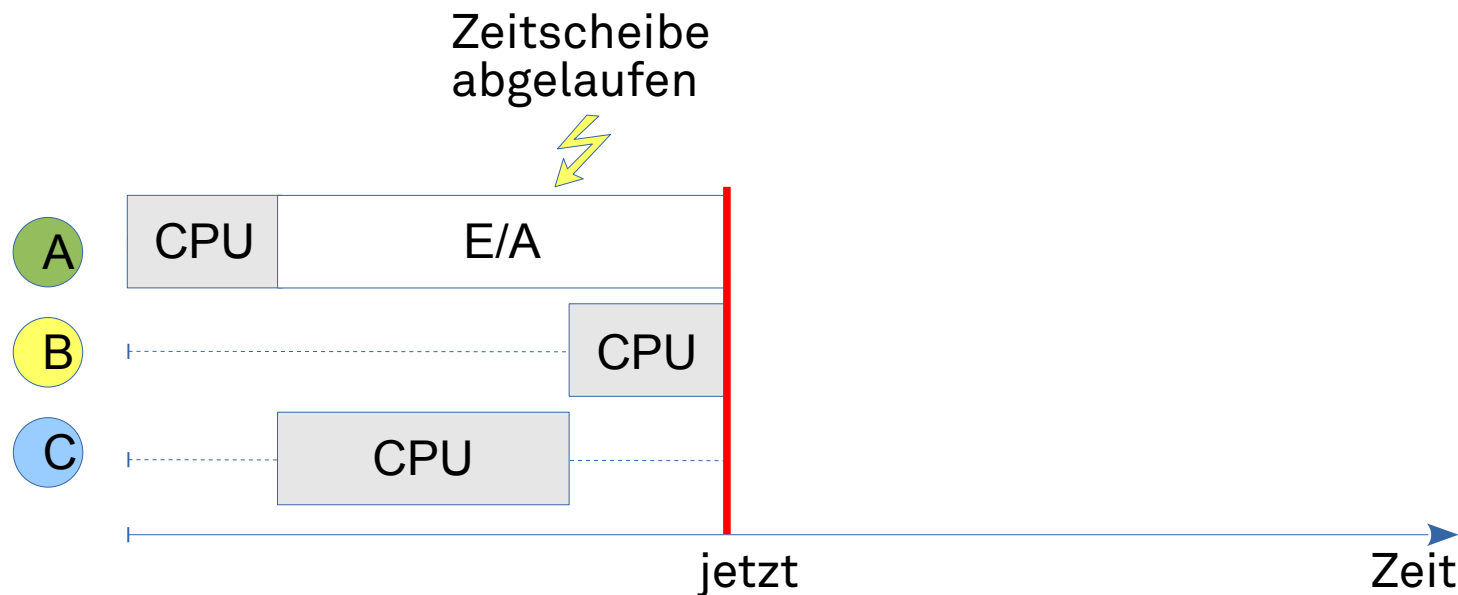 Zeitscheibe
abgelaufen
A
CPU
E/A
B
CPU
C
CPU
jetzt
Zeit